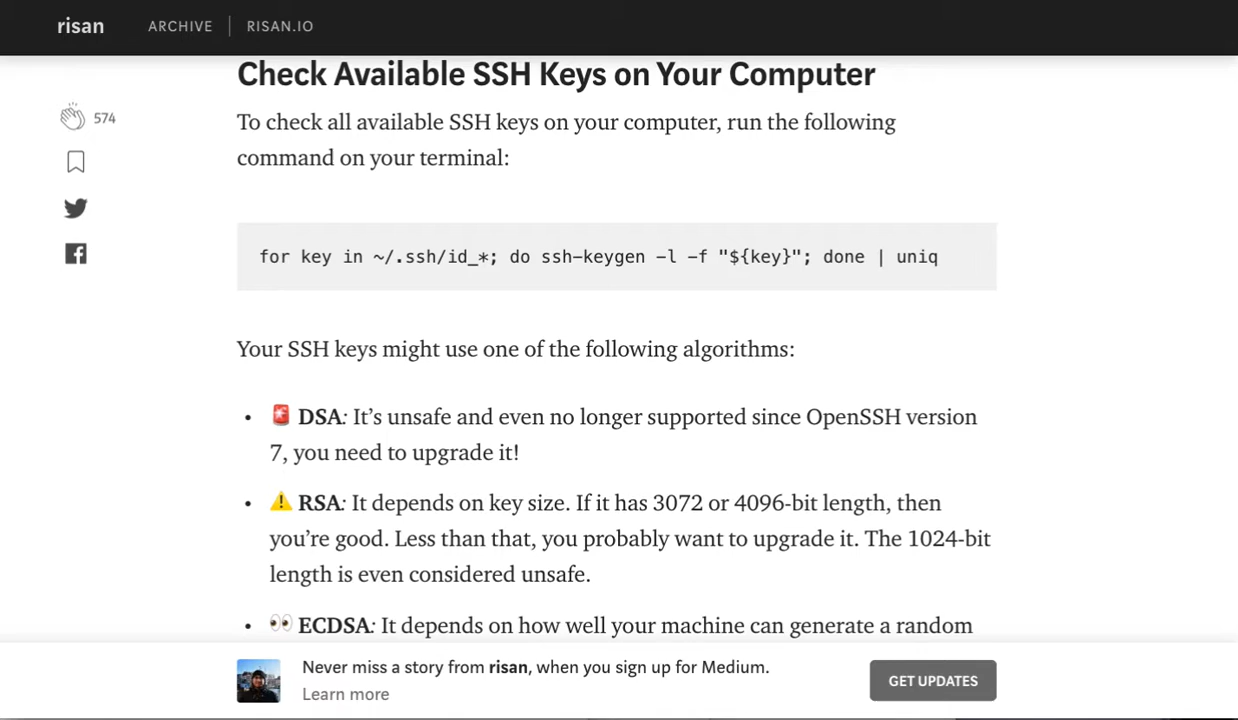 risan ARCHIVE RISAN.IO
Check Available SSH Keys on Your Computer
574
To check all available SSH keys on your computer, run the following
command on your terminal:
for key in ~/.ssh/id_*; do ssh-keygen -l -f "${key}"; done | uniq
Your SSH keys might use one of the following algorithms:
• 🚨 DSA: It’s unsafe and even no longer supported since OpenSSH version
7, you need to upgrade it!
• ⚠️ RSA: It depends on key size. If it has 3072 or 4096-bit length, then
you’re good. Less than that, you probably want to upgrade it. The 1024-bit
length is even considered unsafe.
• 👀 ECDSA: It depends on how well your machine can generate a random
Never miss a story from risan, when you sign up for Medium.
Learn more
GET UPDATES